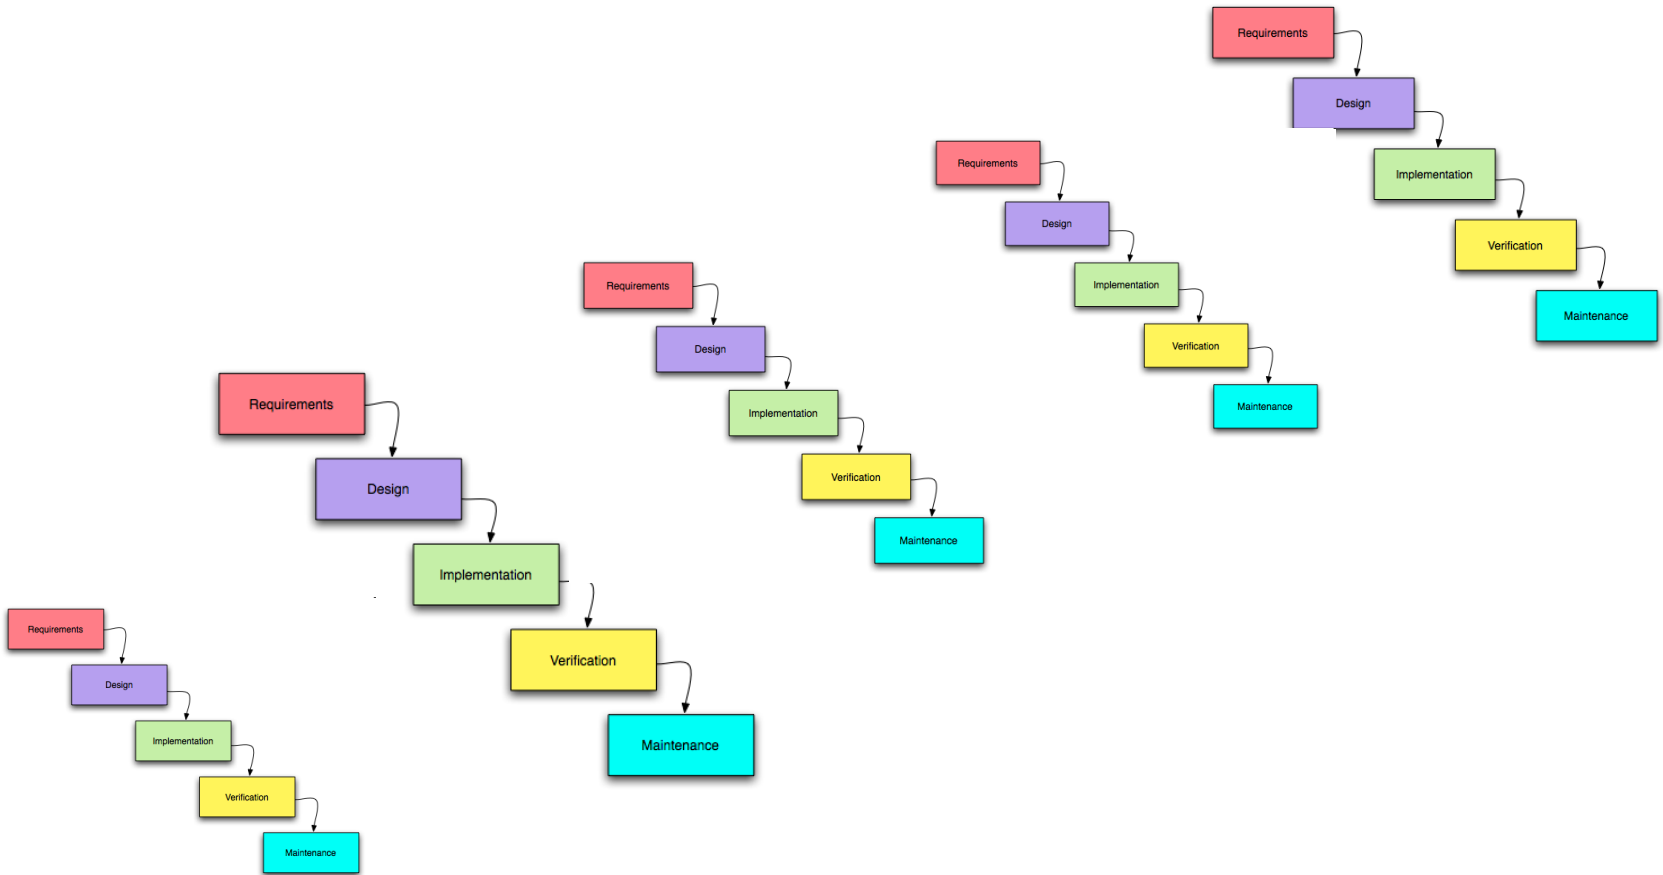 Requirements
Design
Implementation
Verification
Maintenance
Requirements
Design
Implementation
Verification
Maintenance
Requirements
Design
Implementation
Verification
Maintenance
Requirements
Design
Implementation
Verification
Maintenance
Requirements
Design
Implementation
Verification
Maintenance